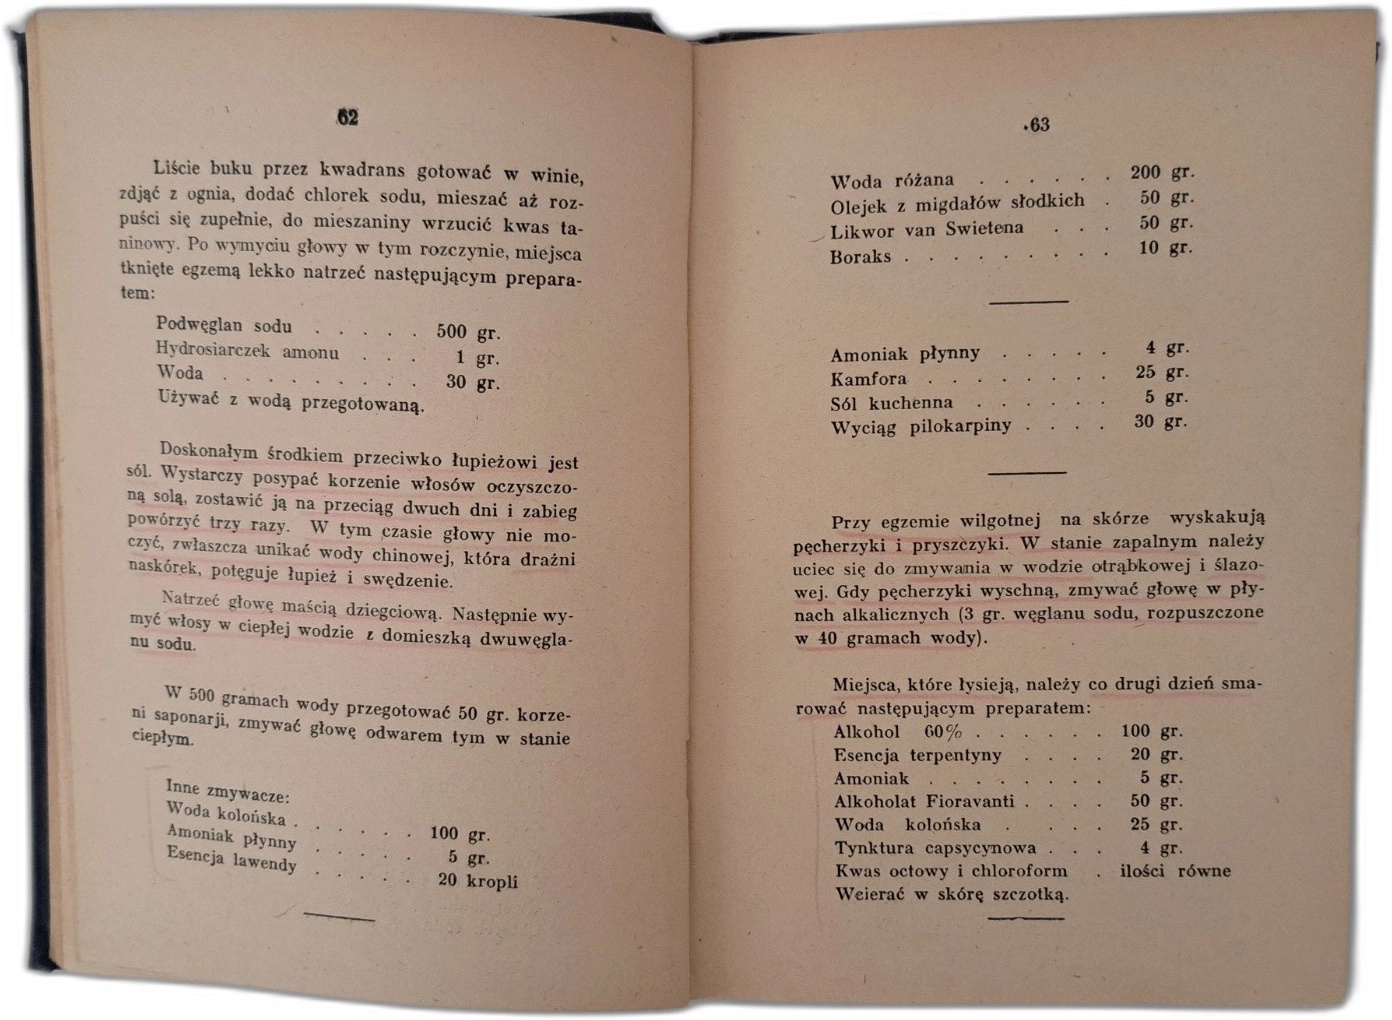 62
Liście buku przez kwadrans gotować w winie,
zdjąć z ognia, dodać chlorek sodu, mieszać aż roz-
puści się zupełnie, do mieszaniny wrzucić kwas ta-
ninowy. Po wymyciu głowy w tym rozczynie, miejsca
tknięte egzemą lekko natrzeć następującym prepara-
tem:
Podwęglan sodu . . . . . 500 gr.
Hydrosiarczek amonu . . . 1 gr.
Woda . . . . . . . . . 30 gr.
Używać z wodą przegotowaną.
Doskonałym środkiem przeciwko łupieżowi jest
sól. Wystarczy posypać korzenie włosów oczyszczo-
ną solą, zostawić ją na przeciąg dwuch dni i zabieg
powórzyć trzy razy. W tym czasie głowy nie mo-
czyć, zwłaszcza unikać wody chinowej, która drażni
naskórek, potęguje łupież i swędzenie.
Natrzeć głowę maścią dziegciową. Następnie wy-
myć włosy w ciepłej wodzie z domieszką dwuwęgla-
nu sodu.
W 500 gramach wody przegotować 50 gr. korze-
ni saponarji, zmywać głowę odwarem tym w stanie
ciepłym.
Inne zmywacze:
Woda kolońska . . . . . . 100 gr.
Amoniak płynny . . . . . 5 gr.
Esencja lawendy . . . . . 20 kropli
63
Woda różana . . . . . . 200 gr.
Olejek z migdałów słodkich . 50 gr.
Likwor van Swietena . . . 50 gr.
Boraks . . . . . . . . . 10 gr.
Amoniak płynny . . . . . 4 gr.
Kamfora . . . . . . . . 25 gr.
Sól kuchenna . . . . . . 5 gr.
Wyciąg pilokarpiny . . . . 30 gr.
Przy egzemie wilgotnej na skórze wyskakują
pęcherzyki i pryszczyki. W stanie zapalnym należy
uciec się do zmywania w wodzie otrąbkowej i ślazo-
wej. Gdy pęcherzyki wyschną, zmywać głowę w pły-
nach alkalicznych (3 gr. węglanu sodu, rozpuszczone
w 40 gramach wody).
Miejsca, które łysieją, należy co drugi dzień sma-
rować następującym preparatem:
Alkohol 60% . . . . . . 100 gr.
Esencja terpentyny . . . . 20 gr.
Amoniak . . . . . . . . 5 gr.
Alkoholat Fioravanti . . . . 50 gr.
Woda kolońska . . . . 25 gr.
Tynktura capsycynowa . . . 4 gr.
Kwas octowy i chloroform . ilości równe
Wcierać w skórę szczotką.